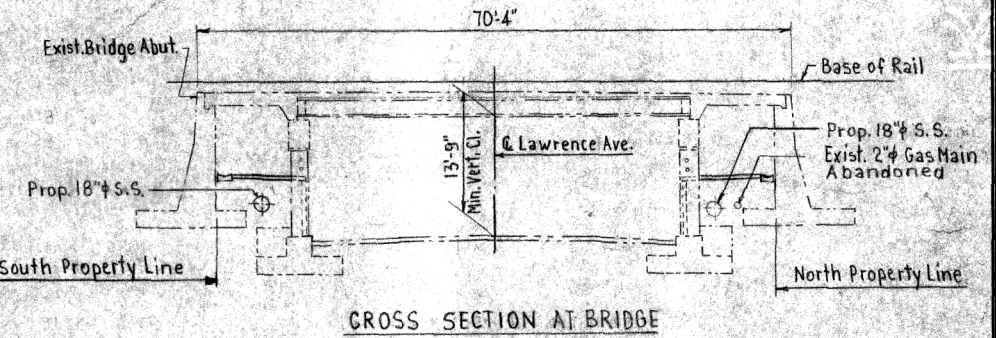 70'-4"
Exist. Bridge Abut.
Base of Rail
13'-9"
Min. Vert. Cl.
℄ Lawrence Ave.
Prop. 18"φ S.S.
Exist. 2"φ Gas Main
Abandoned
Prop. 18"φ S.S.
South Property Line
North Property Line
CROSS SECTION AT BRIDGE